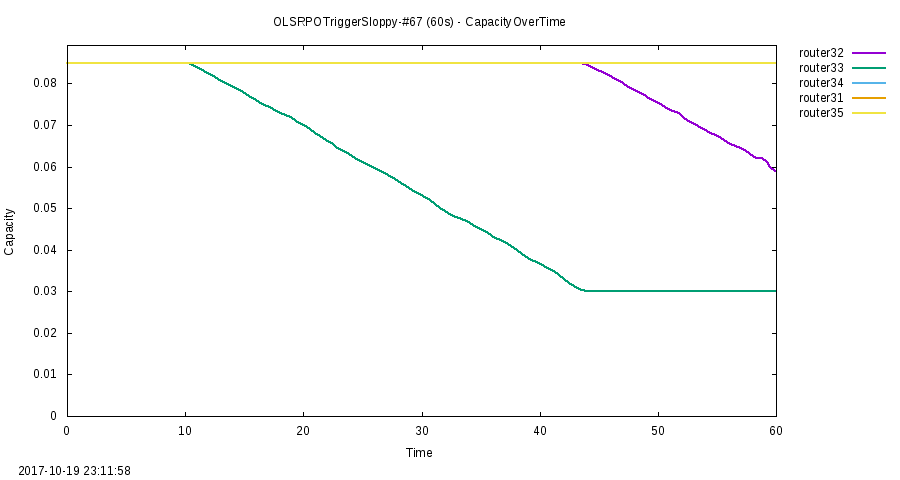 OLSRPOTriggerSloppy-#67 (60s) - CapacityOverTime
router32
router33
router34
router31
router35
0.08
0.07
0.06
0.05
0.04
0.03
0.02
0.01
0
Capacity
0 10 20 30 40 50 60
Time
2017-10-19 23:11:58